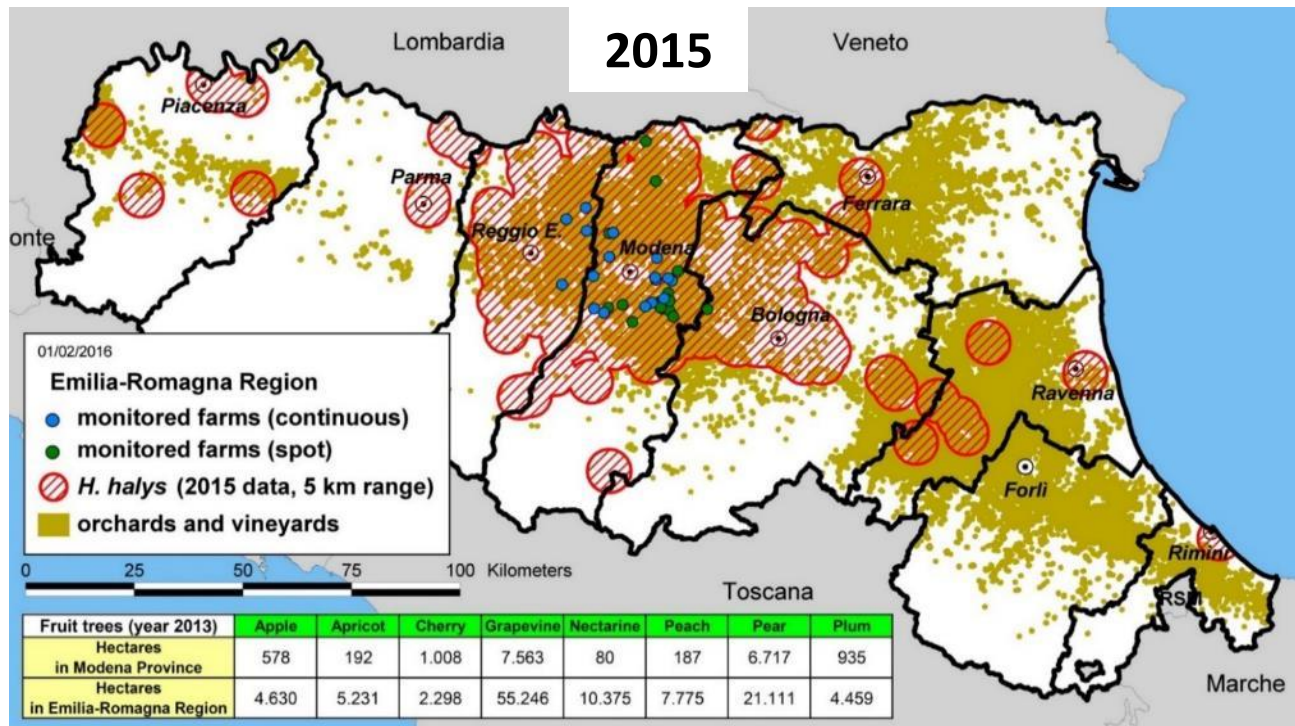 2015
Lombardia
Veneto
Piacenza
Parma
Ferrara
Reggio E.
Modena
onte
Bologna
Ravenna
Forlì
Rimini
RSM
Toscana
Marche
01/02/2016
Emilia-Romagna Region
monitored farms (continuous)
monitored farms (spot)
H. halys (2015 data, 5 km range)
orchards and vineyards
0 25 50 75 100 Kilometers
Fruit trees (year 2013) Apple Apricot Cherry Grapevine Nectarine Peach Pear Plum
Hectares
in Modena Province 578 192 1.008 7.563 80 187 6.717 935
Hectares
in Emilia-Romagna Region 4.630 5.231 2.298 55.246 10.375 7.775 21.111 4.459